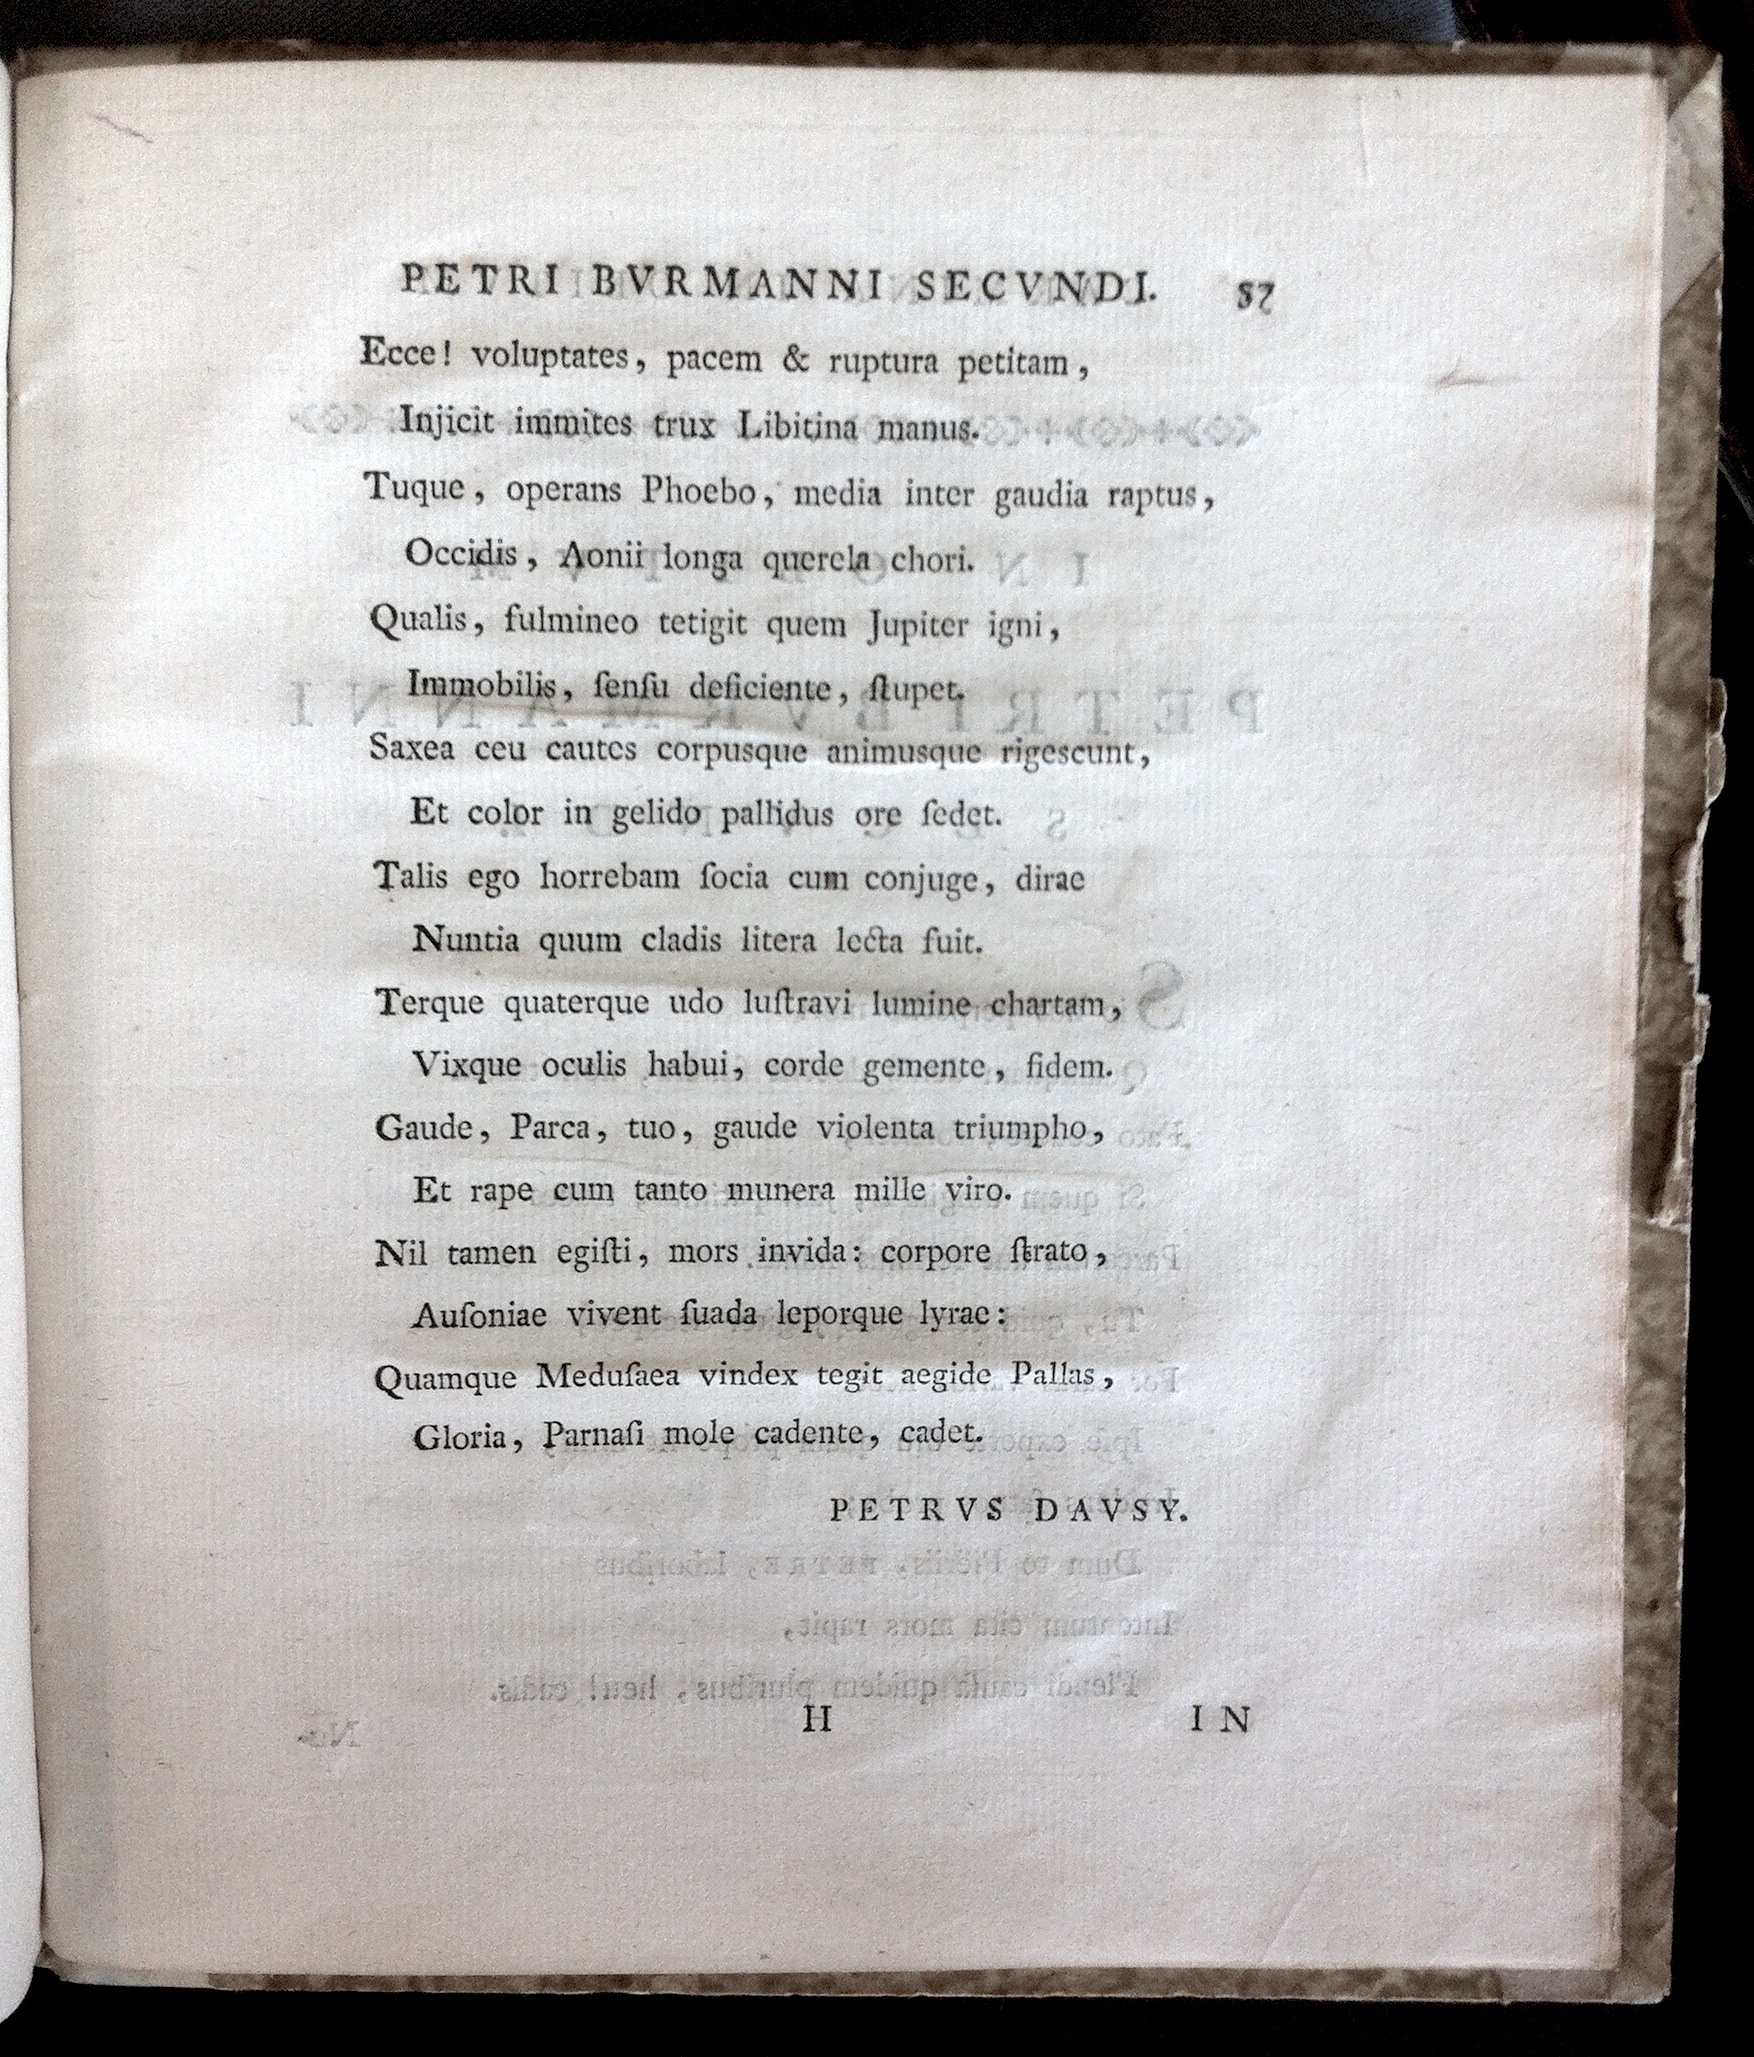 PETRI BVRMANNI SECVNDI. 57
Ecce! voluptates, pacem & ruptura petitam,
Injicit immites trux Libitina manus.
Tuque, operans Phoebo, media inter gaudia raptus,
Occidis, Aonii longa querela chori.
Qualis, fulmineo tetigit quem Jupiter igni,
Immobilis, ſenſu deficiente, ſtupet.
Saxea ceu cautes corpusque animusque rigescunt,
Et color in gelido pallidus ore ſedet.
Talis ego horrebam ſocia cum conjuge, dirae
Nuntia quum cladis litera lecta fuit.
Terque quaterque udo luſtravi lumine chartam,
Vixque oculis habui, corde gemente, fidem.
Gaude, Parca, tuo, gaude violenta triumpho,
Et rape cum tanto munera mille viro.
Nil tamen egiſti, mors invida: corpore ſtrato,
Auſoniae vivent ſuada leporque lyrae:
Quamque Meduſaea vindex tegit aegide Pallas,
Gloria, Parnaſi mole cadente, cadet.
PETRVS DAVSY.
H IN